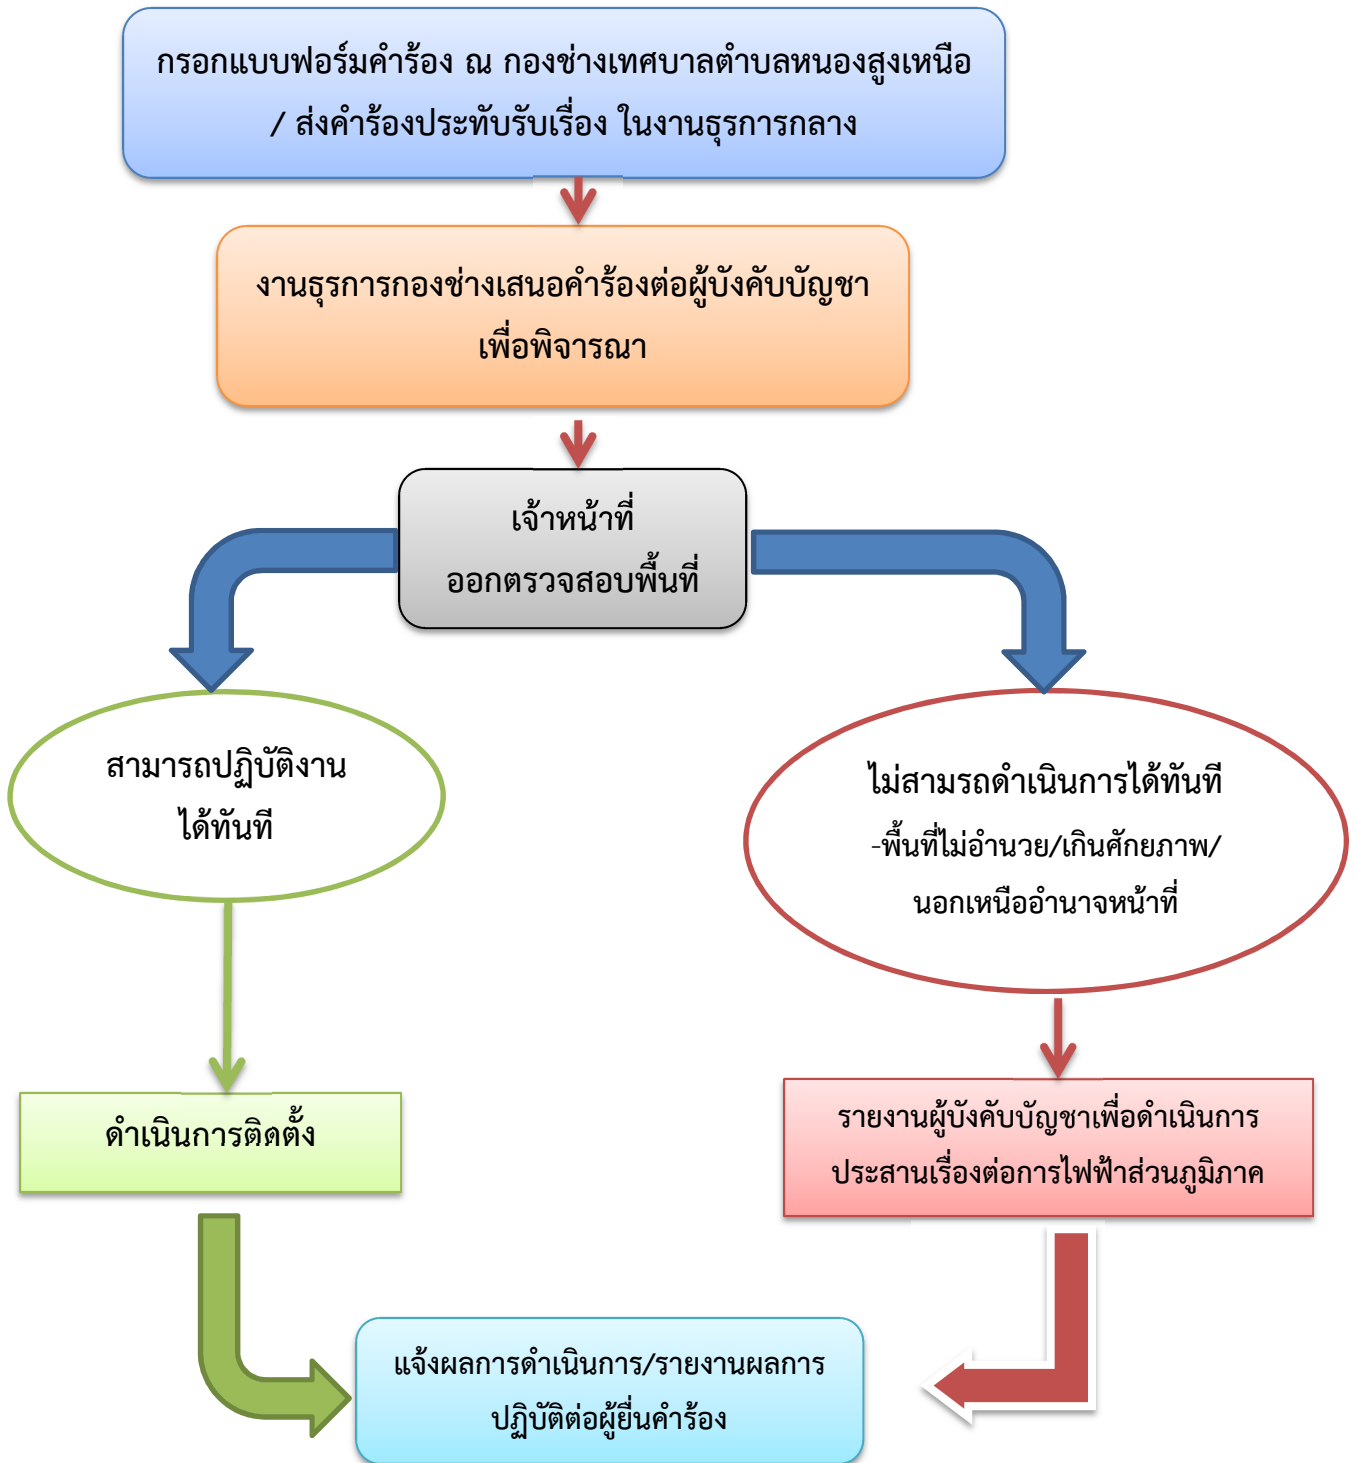 กรอกแบบฟอร์มคำร้อง ณ กองช่างเทศบาลตำบลหนองสูงเหนือ
/ ส่งคำร้องประทับรับเรื่อง ในงานธุรการกลาง
งานธุรการกองช่างเสนอคำร้องต่อผู้บังคับบัญชา
เพื่อพิจารณา
เจ้าหน้าที่
ออกตรวจสอบพื้นที่
สามารถปฏิบัติงาน
ได้ทันที
ไม่สามรถดำเนินการได้ทันที
-พื้นที่ไม่อำนวย/เกินศักยภาพ/
นอกเหนืออำนาจหน้าที่
ดำเนินการติดตั้ง
รายงานผู้บังคับบัญชาเพื่อดำเนินการ
ประสานเรื่องต่อการไฟฟ้าส่วนภูมิภาค
แจ้งผลการดำเนินการ/รายงานผลการ
ปฏิบัติต่อผู้ยื่นคำร้อง